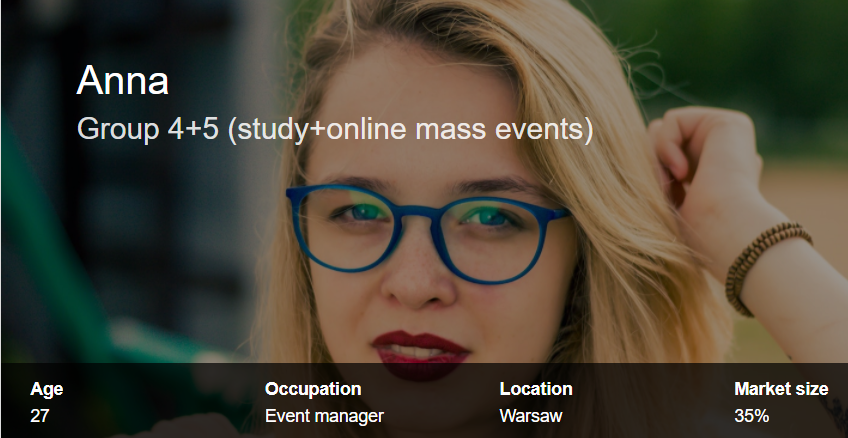 Anna
Group 4+5 (study+online mass events)
Age Occupation Location Market size
27 Event manager Warsaw 35%